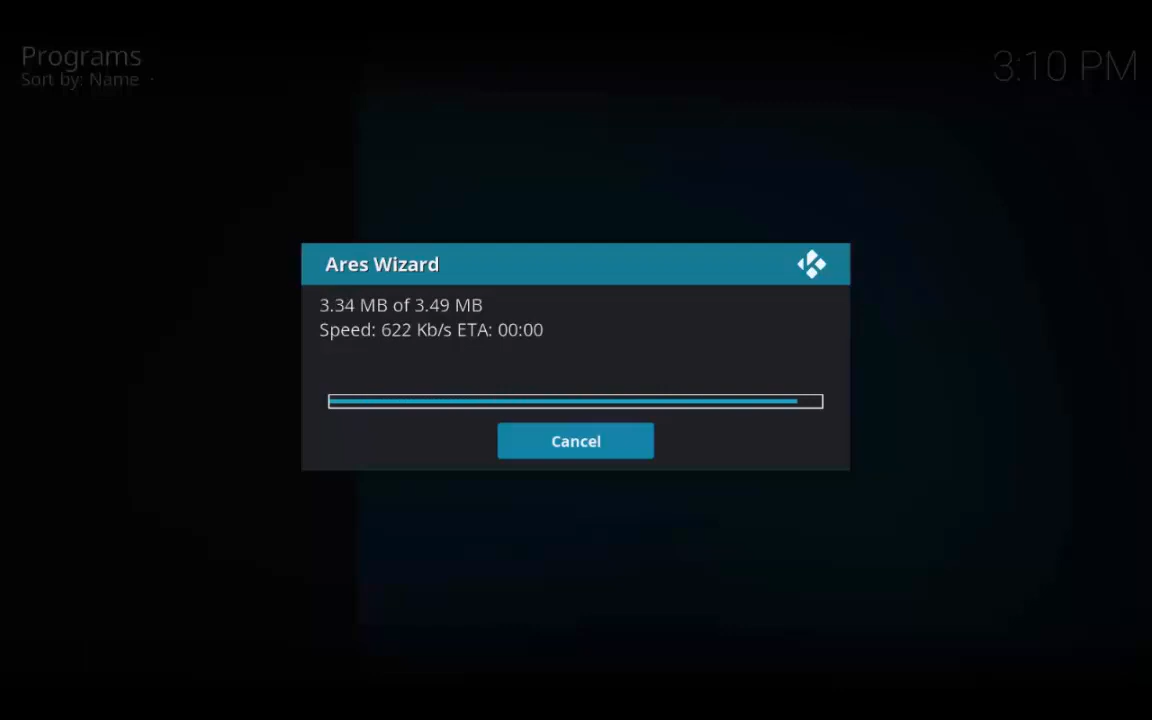 Programs
Sort by: Name ·
3:10 PM
Ares Wizard
3.34 MB of 3.49 MB
Speed: 622 Kb/s ETA: 00:00
Cancel